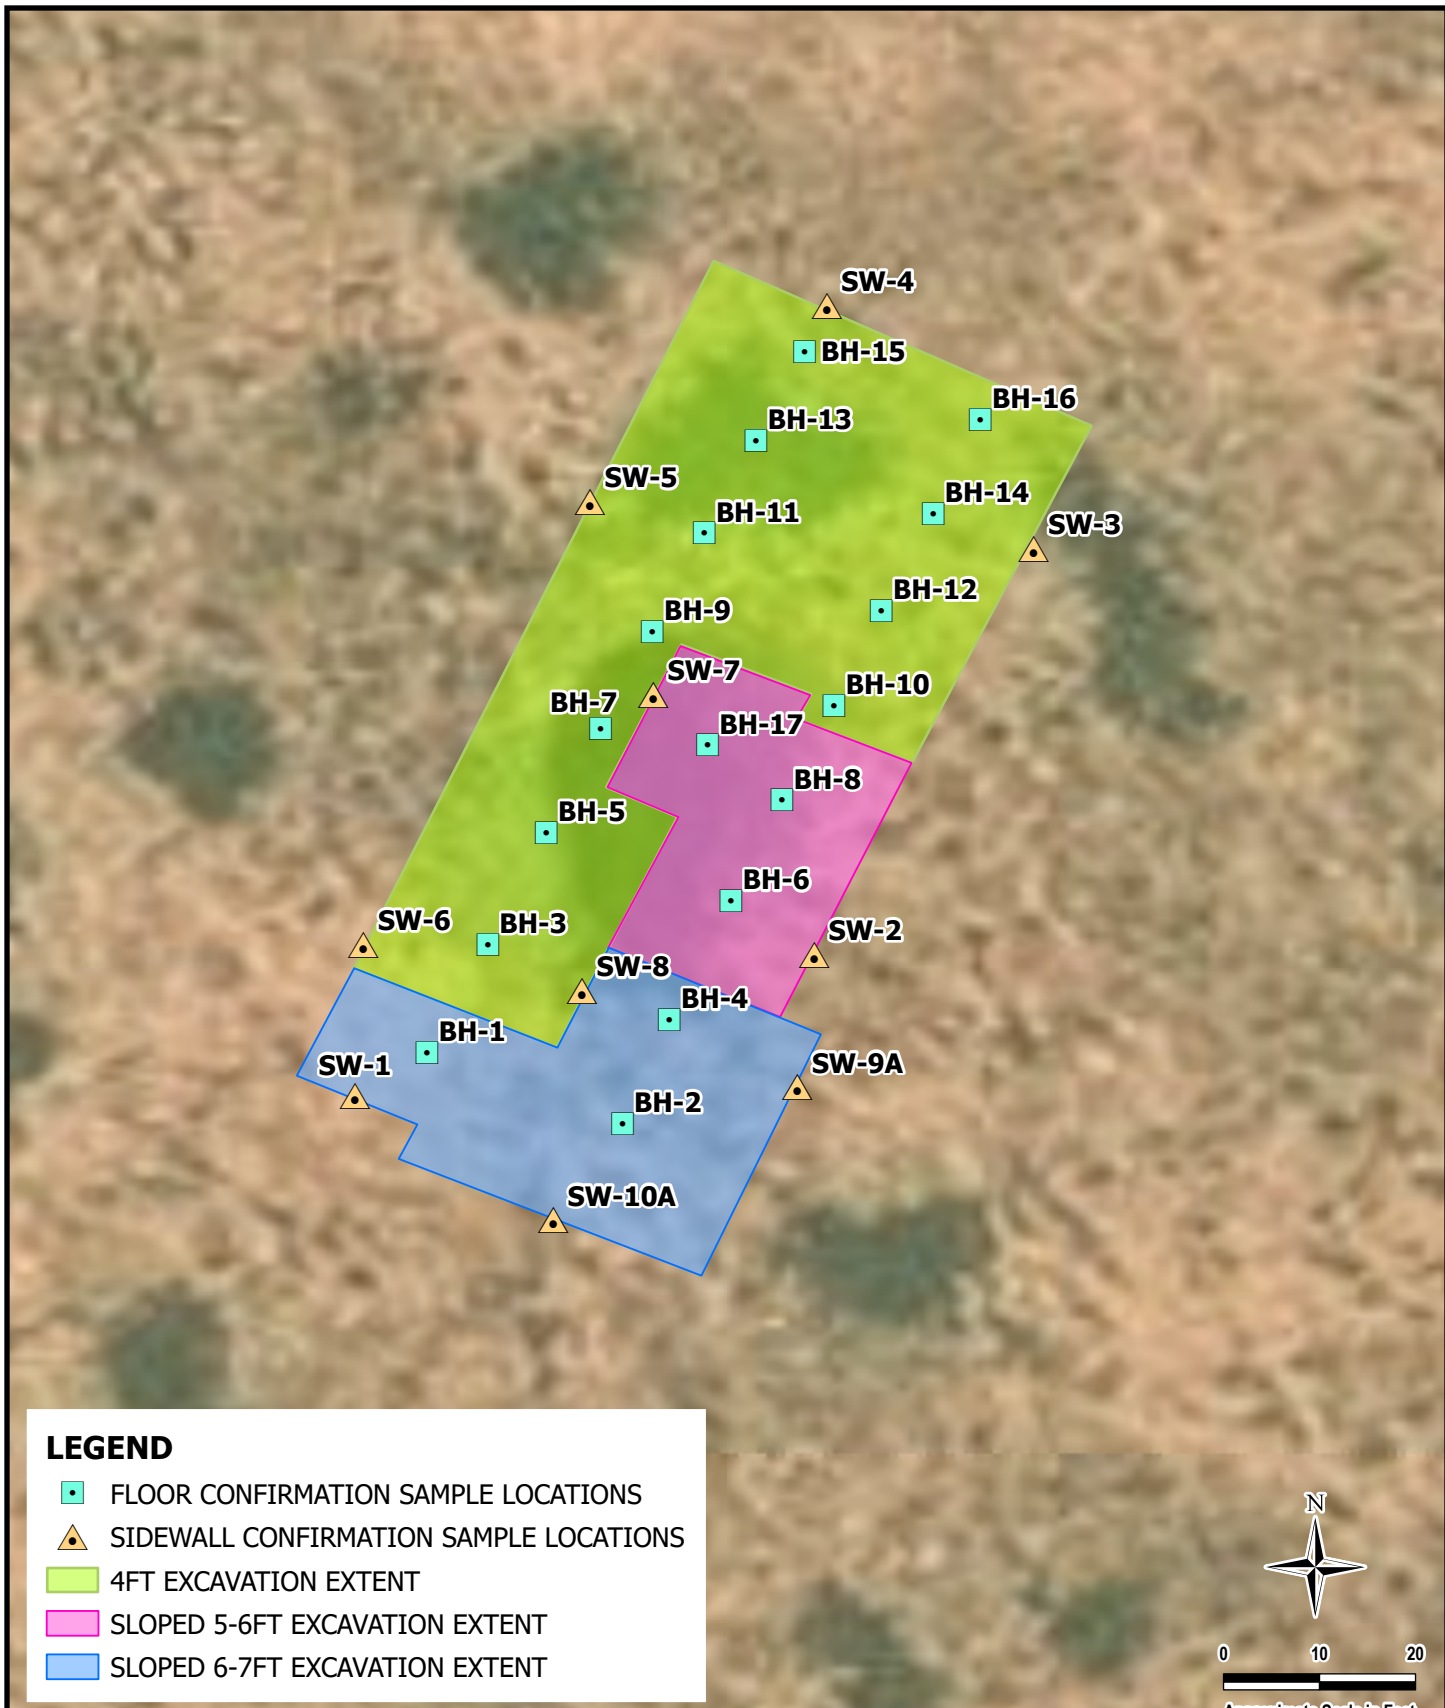 SW-4
BH-15
BH-16
BH-13
SW-5
BH-14
BH-11
SW-3
BH-12
BH-9
SW-7
BH-10
BH-7
BH-17
BH-8
BH-5
BH-6
SW-6
BH-3
SW-2
SW-8
BH-4
BH-1
SW-1
SW-9A
BH-2
SW-10A
LEGEND
FLOOR CONFIRMATION SAMPLE LOCATIONS
SIDEWALL CONFIRMATION SAMPLE LOCATIONS
4FT EXCAVATION EXTENT
SLOPED 5-6FT EXCAVATION EXTENT
SLOPED 6-7FT EXCAVATION EXTENT
N
0 10 20
Approximate Scale in Feet